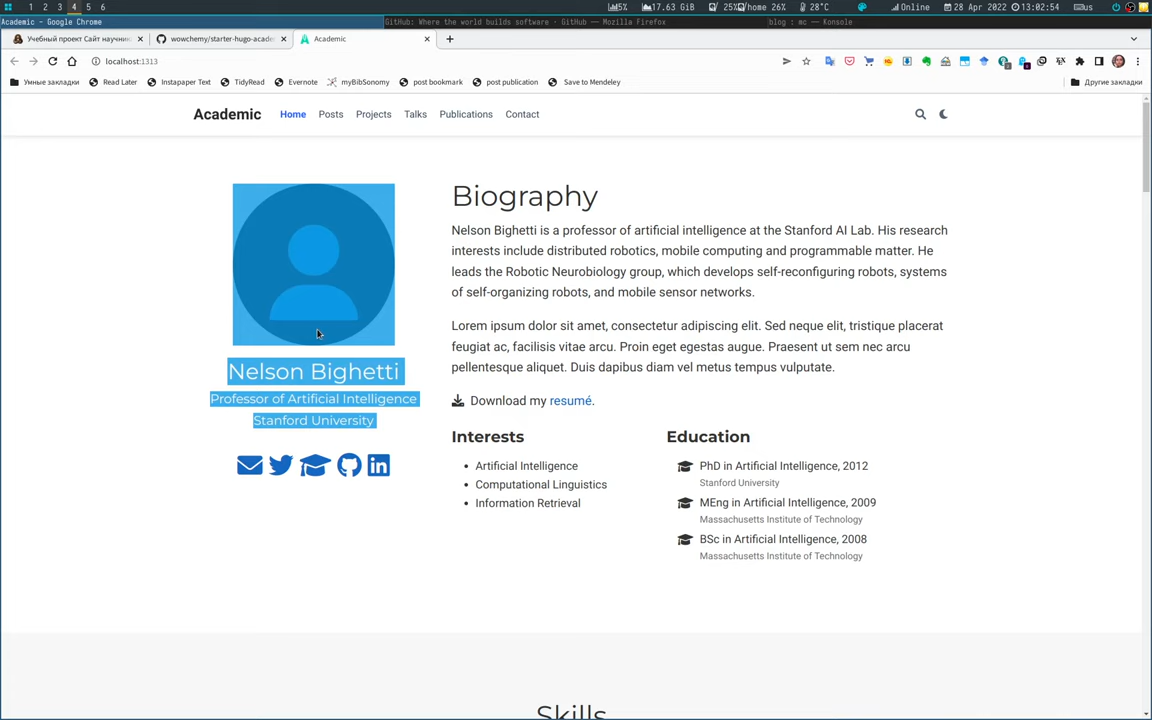 1 2 3 4 5 6
5% 17.63 GiB 25% /home 26% 28°C Online 28 Apr 2022 13:02:54 us
Academic - Google Chrome
GitHub: Where the world builds software · GitHub — Mozilla Firefox
blog : mc — Konsole
Учебный проект Сайт научник
wowchemy/starter-hugo-acade
Academic
localhost:1313
Умные закладки
Read Later
Instapaper Text
TidyRead
Evernote
myBibSonomy
post bookmark
post publication
Save to Mendeley
Другие закладки
Academic
Home
Posts
Projects
Talks
Publications
Contact
Nelson Bighetti
Professor of Artificial Intelligence
Stanford University
Biography
Nelson Bighetti is a professor of artificial intelligence at the Stanford AI Lab. His research
interests include distributed robotics, mobile computing and programmable matter. He
leads the Robotic Neurobiology group, which develops self-reconfiguring robots, systems
of self-organizing robots, and mobile sensor networks.
Lorem ipsum dolor sit amet, consectetur adipiscing elit. Sed neque elit, tristique placerat
feugiat ac, facilisis vitae arcu. Proin eget egestas augue. Praesent ut sem nec arcu
pellentesque aliquet. Duis dapibus diam vel metus tempus vulputate.
Download my resumé.
Interests
Artificial Intelligence
Computational Linguistics
Information Retrieval
Education
PhD in Artificial Intelligence, 2012
Stanford University
MEng in Artificial Intelligence, 2009
Massachusetts Institute of Technology
BSc in Artificial Intelligence, 2008
Massachusetts Institute of Technology
Skills